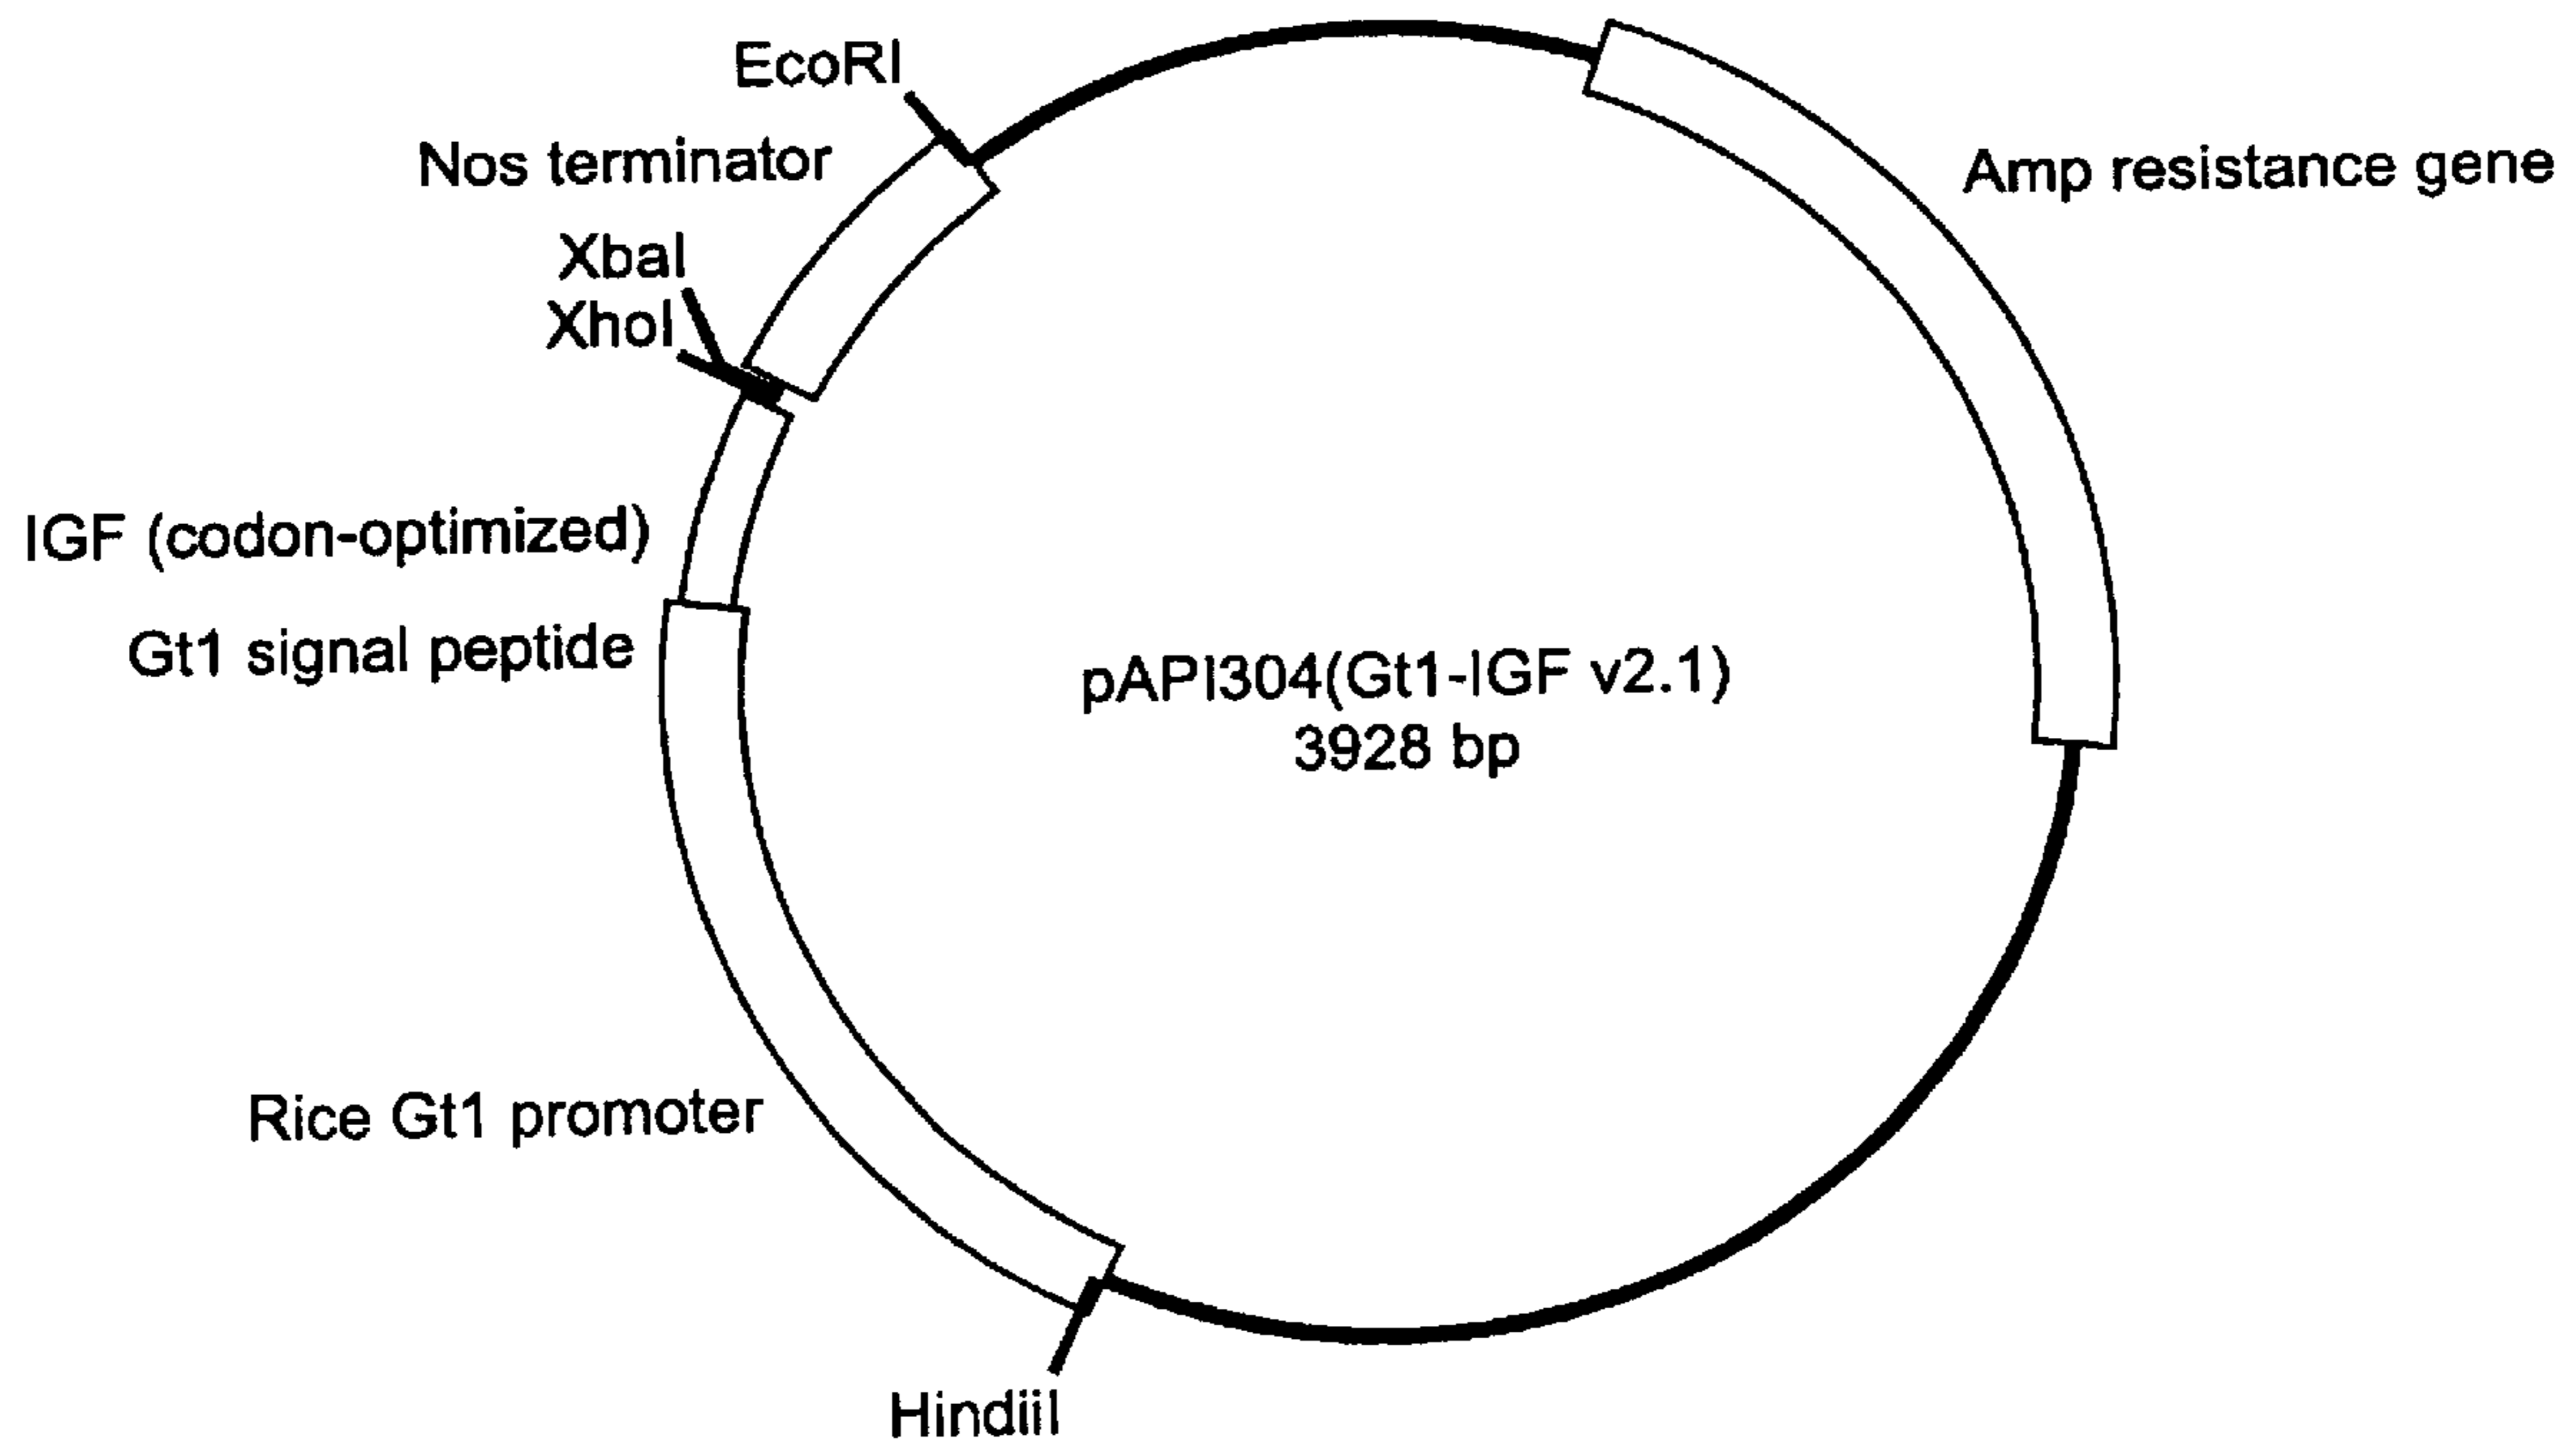 EcoRI
Nos terminator
Amp resistance gene
XbaI
XhoI
IGF (codon-optimized)
Gt1 signal peptide
pAPI304(Gt1-IGF v2.1)
3928 bp
Rice Gt1 promoter
HindiiI